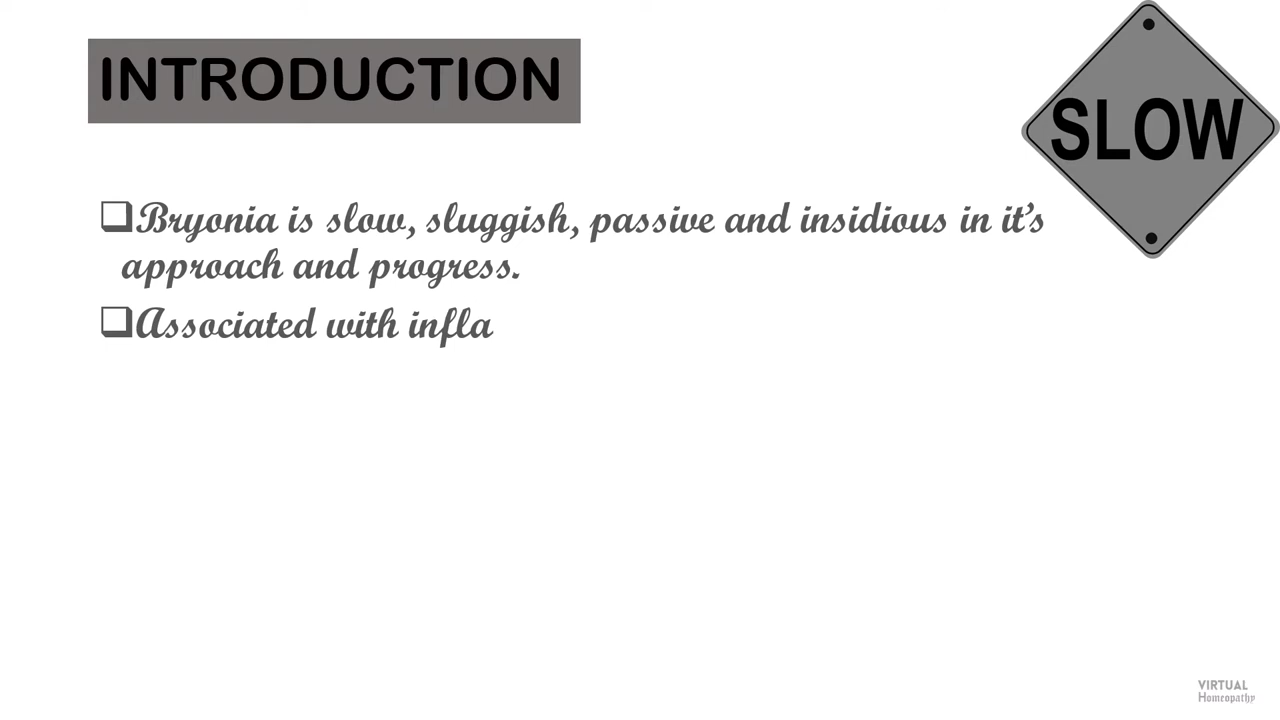 INTRODUCTION
SLOW
Bryonia is slow, sluggish, passive and insidious in it's
approach and progress.
Associated with infla
VIRTUAL
Homeopathy